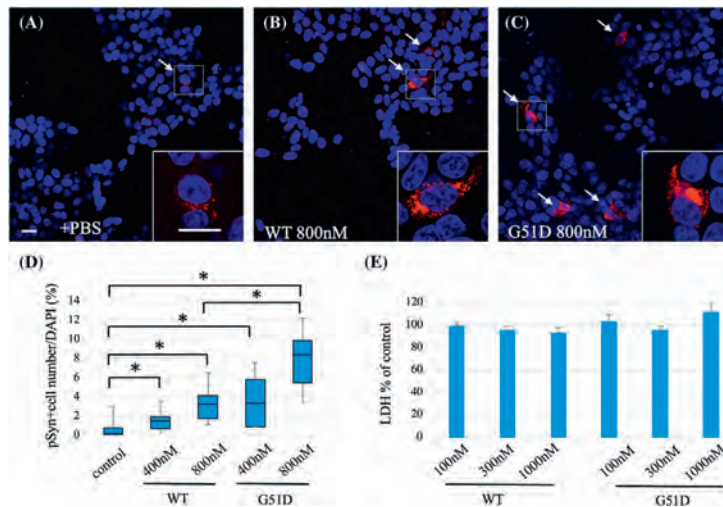 (A)
+PBS
(B)
WT 800nM
(C)
G51D 800nM
(D)
pSyn+cell number/DAPI (%)
14
12
10
8
6
4
2
0
*
*
*
*
*
*
control
400nM
800nM
400nM
800nM
WT
G51D
(E)
LDH % of control
120
100
80
60
40
20
0
100nM
300nM
1000nM
100nM
300nM
1000nM
WT
G51D